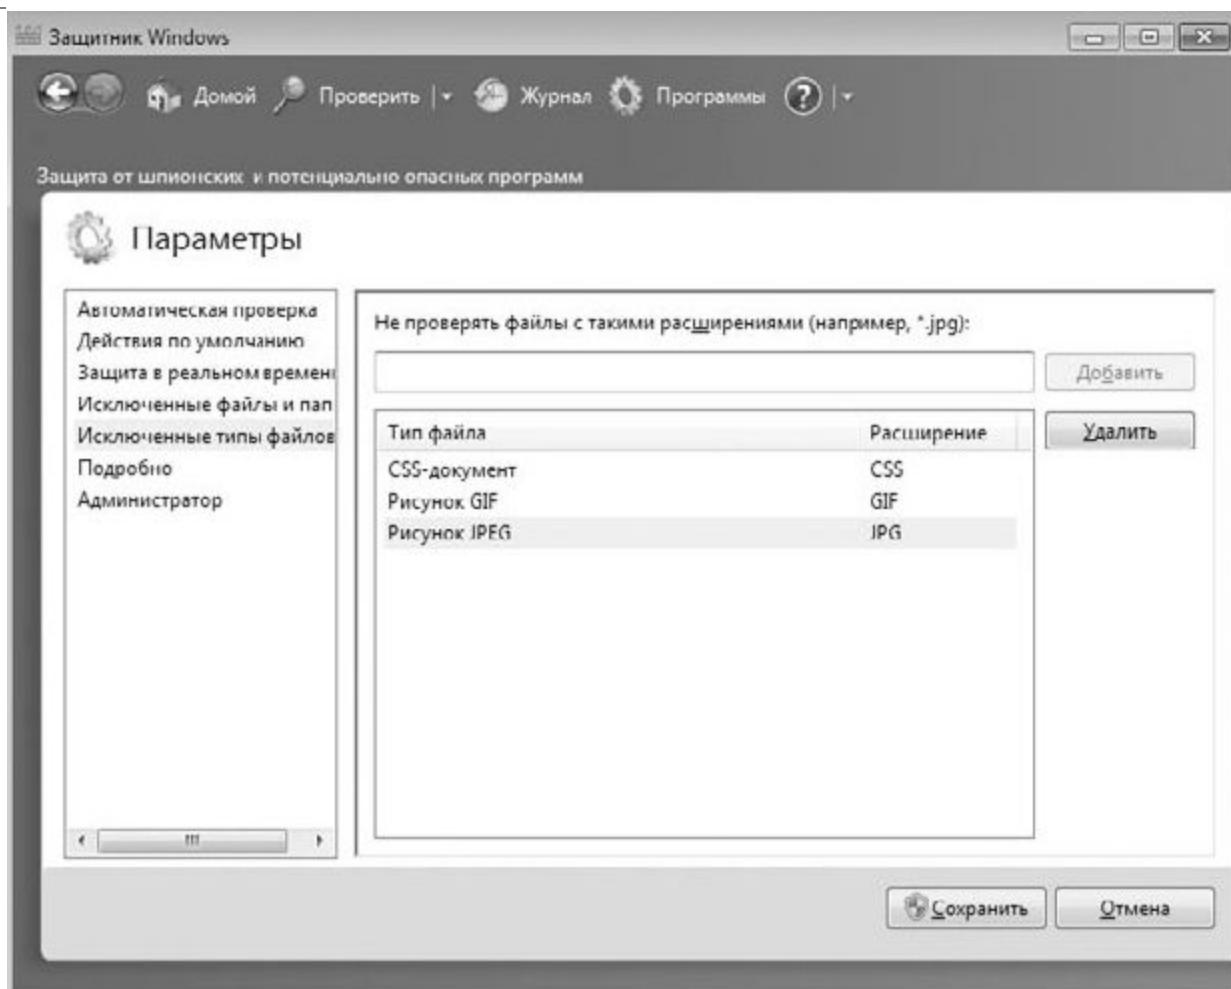 Защитник Windows
Домой Проверить Журнал Программы ?
Защита от шпионских и потенциально опасных программ
Параметры
Автоматическая проверка
Действия по умолчанию
Защита в реальном времени
Исключенные файлы и пап
Исключенные типы файлов
Подробно
Администратор
Не проверять файлы с такими расширениями (например, *.jpg):
Добавить
Тип файла Расширение
Удалить
CSS-документ CSS
Рисунок GIF GIF
Рисунок JPEG JPG
Сохранить Отмена